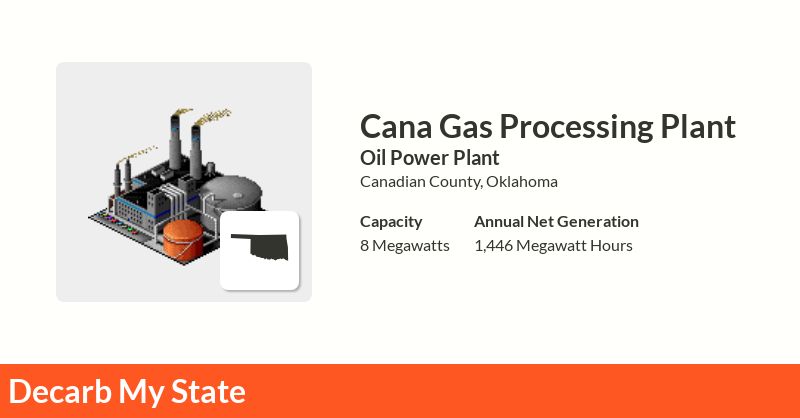 Cana Gas Processing Plant
Oil Power Plant
Canadian County, Oklahoma
Capacity
8 Megawatts
Annual Net Generation
1,446 Megawatt Hours
Decarb My State